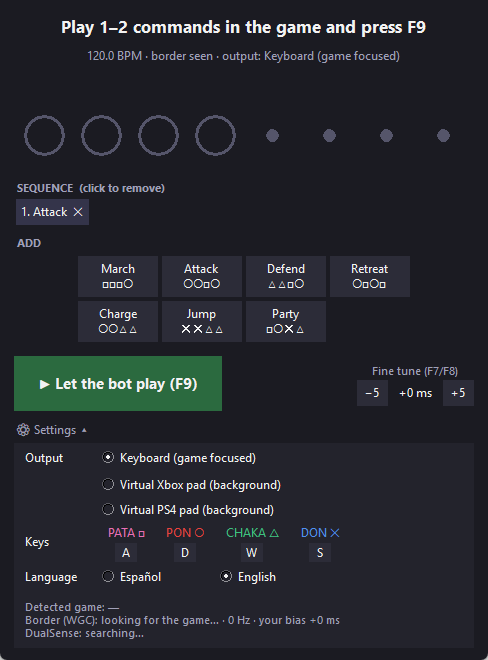 Play 1–2 commands in the game and press F9
120.0 BPM · border seen · output: Keyboard (game focused)
SEQUENCE (click to remove)
1. Attack ✕
ADD
March Attack Defend Retreat
□□□○ ○○□○ △△□○ ○□○□
Charge Jump Party
○○△△ ✕✕△△ □○✕△
▶ Let the bot play (F9)
Fine tune (F7/F8)
−5 +0 ms +5
Settings ▴
Output Keyboard (game focused)
Virtual Xbox pad (background)
Virtual PS4 pad (background)
PATA □ PON ○ CHAKA △ DON ✕
Keys A D W S
Language Español English
Detected game: —
Border (WGC): looking for the game... · 0 Hz · your bias +0 ms
DualSense: searching...